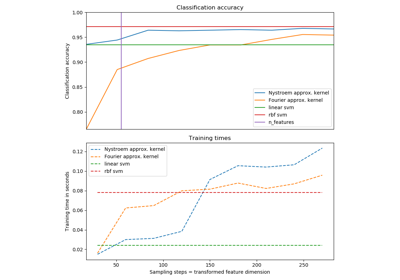 Classification accuracy
1.00
0.95
0.90
0.85
0.80
Classification accuracy
Nystroem approx. kernel
Fourier approx. kernel
linear svm
rbf svm
n_features
Training times
0.12
0.10
0.08
0.06
0.04
0.02
Training time in seconds
Nystroem approx. kernel
Fourier approx. kernel
linear svm
rbf svm
50 100 150 200 250
Sampling steps = transformed feature dimension